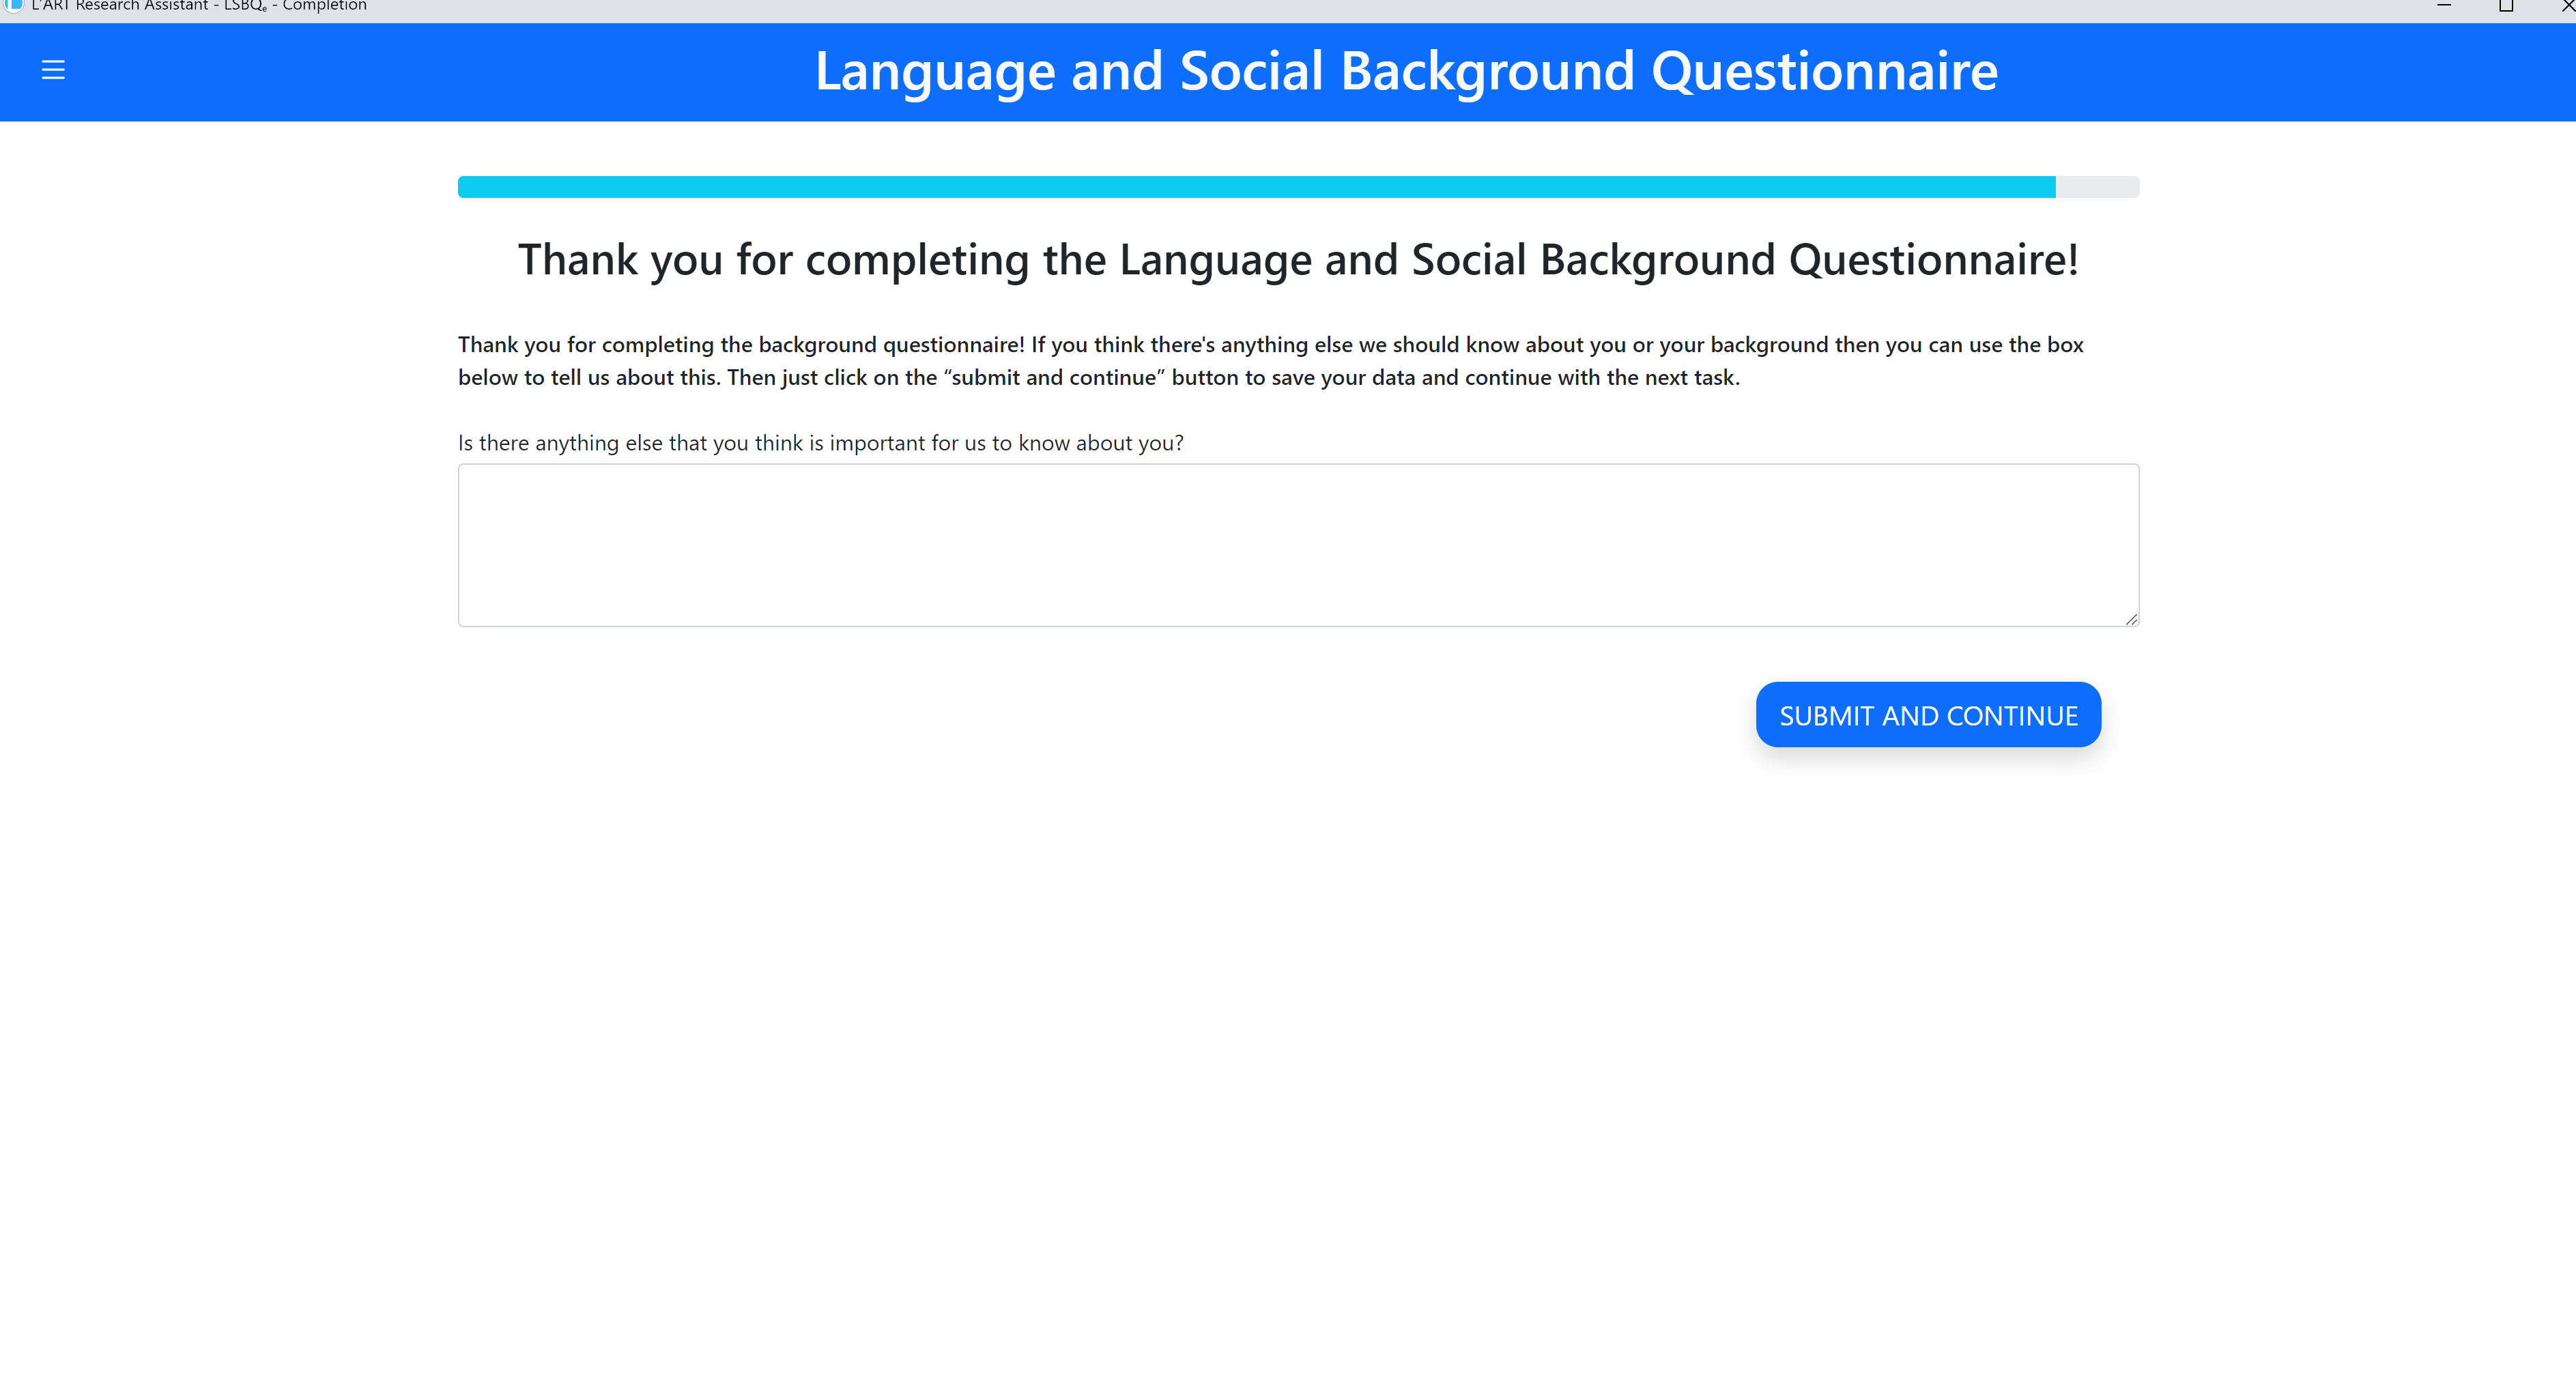 L'ART Research Assistant - LSBQₑ - Completion
Language and Social Background Questionnaire
Thank you for completing the Language and Social Background Questionnaire!
Thank you for completing the background questionnaire! If you think there's anything else we should know about you or your background then you can use the box
below to tell us about this. Then just click on the “submit and continue” button to save your data and continue with the next task.
Is there anything else that you think is important for us to know about you?
SUBMIT AND CONTINUE